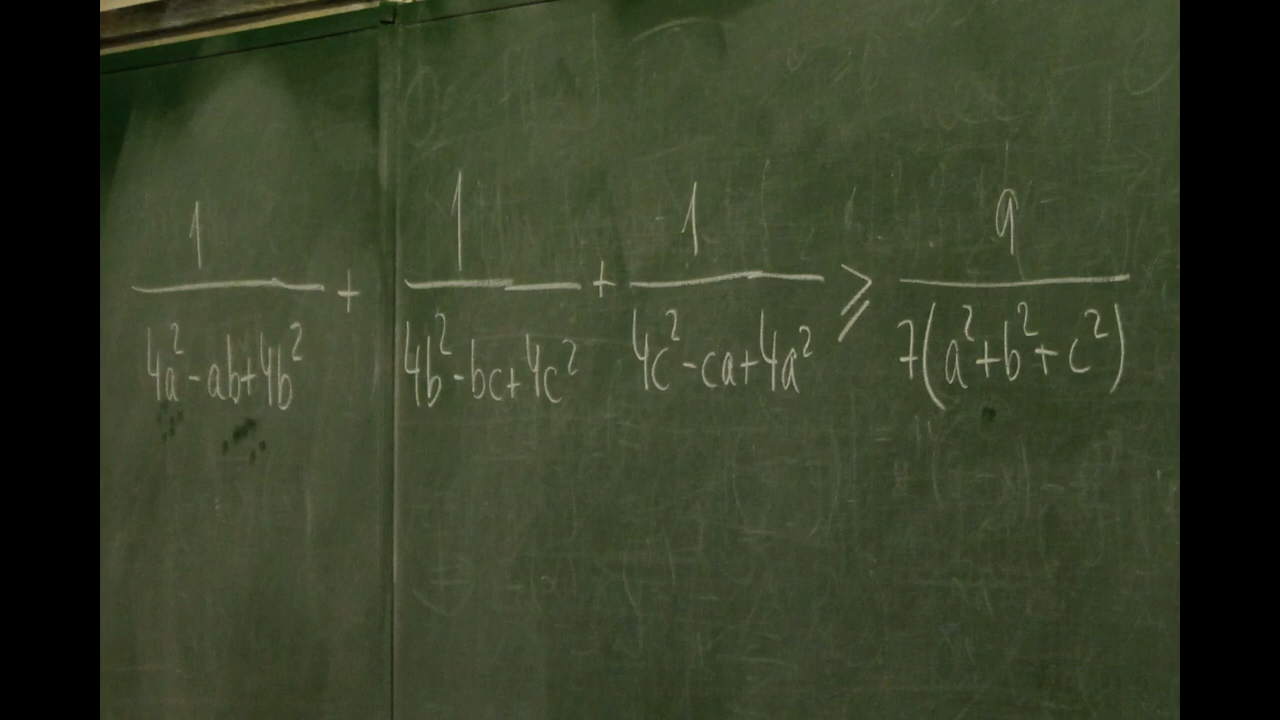 1/(4a²-ab+4b²) + 1/(4b²-bc+4c²) + 1/(4c²-ca+4a²) ⩾ 9/(7(a²+b²+c²))